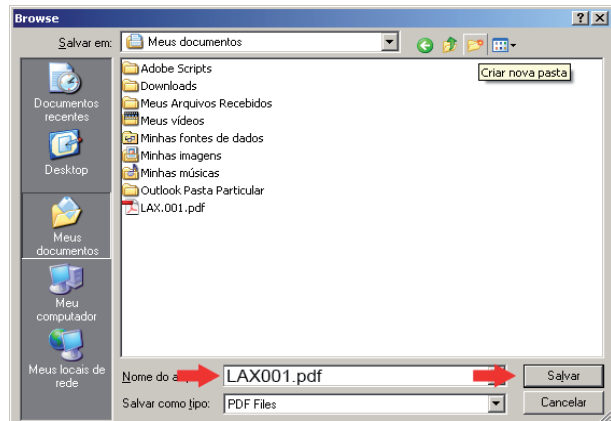 Browse
Salvar em: Meus documentos
Criar nova pasta
Documentos
recentes
Desktop
Meus
documentos
Meu
computador
Meus locais de
rede
Adobe Scripts
Downloads
Meus Arquivos Recebidos
Meus vídeos
Minhas fontes de dados
Minhas imagens
Minhas músicas
Outlook Pasta Particular
LAX.001.pdf
Nome do LAX001.pdf Salvar
Salvar como tipo: PDF Files Cancelar